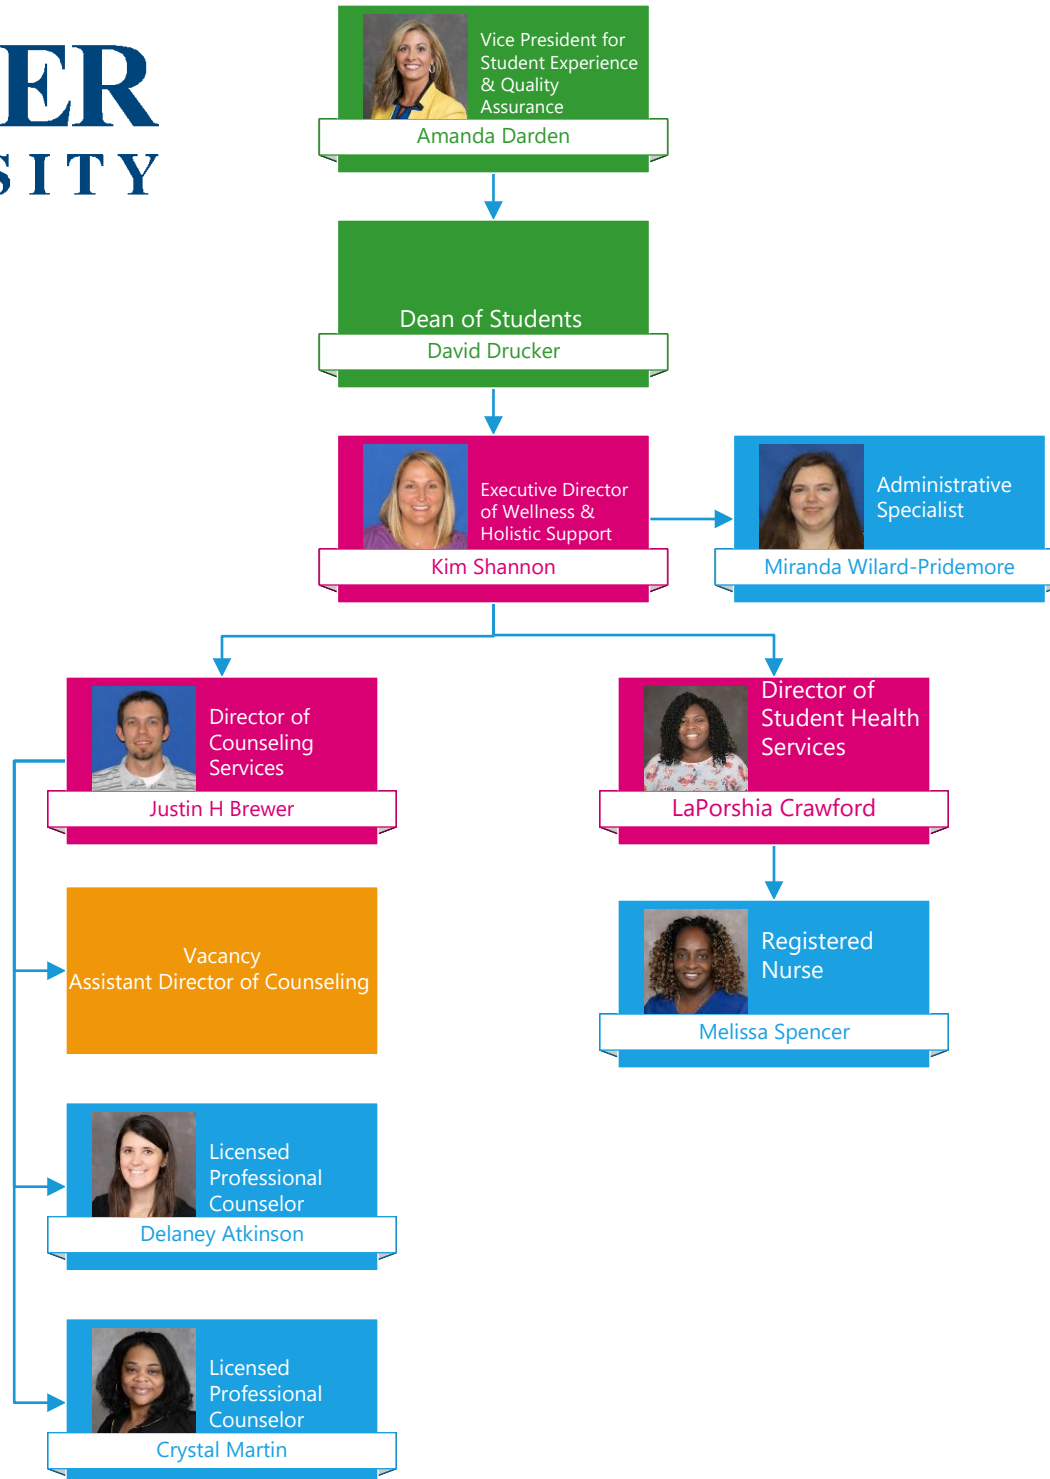 ER
SITY
Vice President for
Student Experience
& Quality
Assurance
Amanda Darden
Dean of Students
David Drucker
Executive Director
of Wellness &
Holistic Support
Kim Shannon
Administrative
Specialist
Miranda Wilard-Pridemore
Director of
Counseling
Services
Justin H Brewer
Director of
Student Health
Services
LaPorshia Crawford
Vacancy
Assistant Director of Counseling
Registered
Nurse
Melissa Spencer
Licensed
Professional
Counselor
Delaney Atkinson
Licensed
Professional
Counselor
Crystal Martin